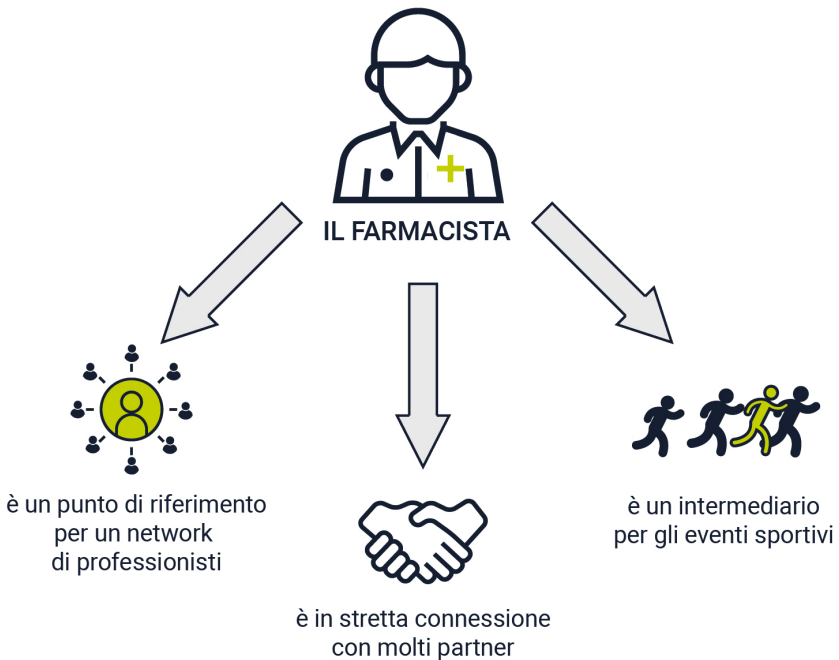 IL FARMACISTA
è un punto di riferimento
per un network
di professionisti
è in stretta connessione
con molti partner
è un intermediario
per gli eventi sportivi